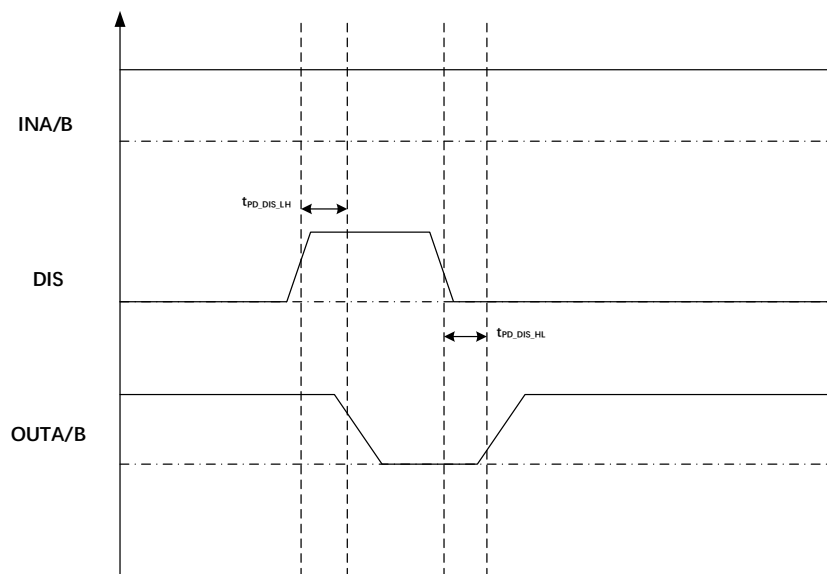 INA/B
tPD_DIS_LH
DIS
tPD_DIS_HL
OUTA/B